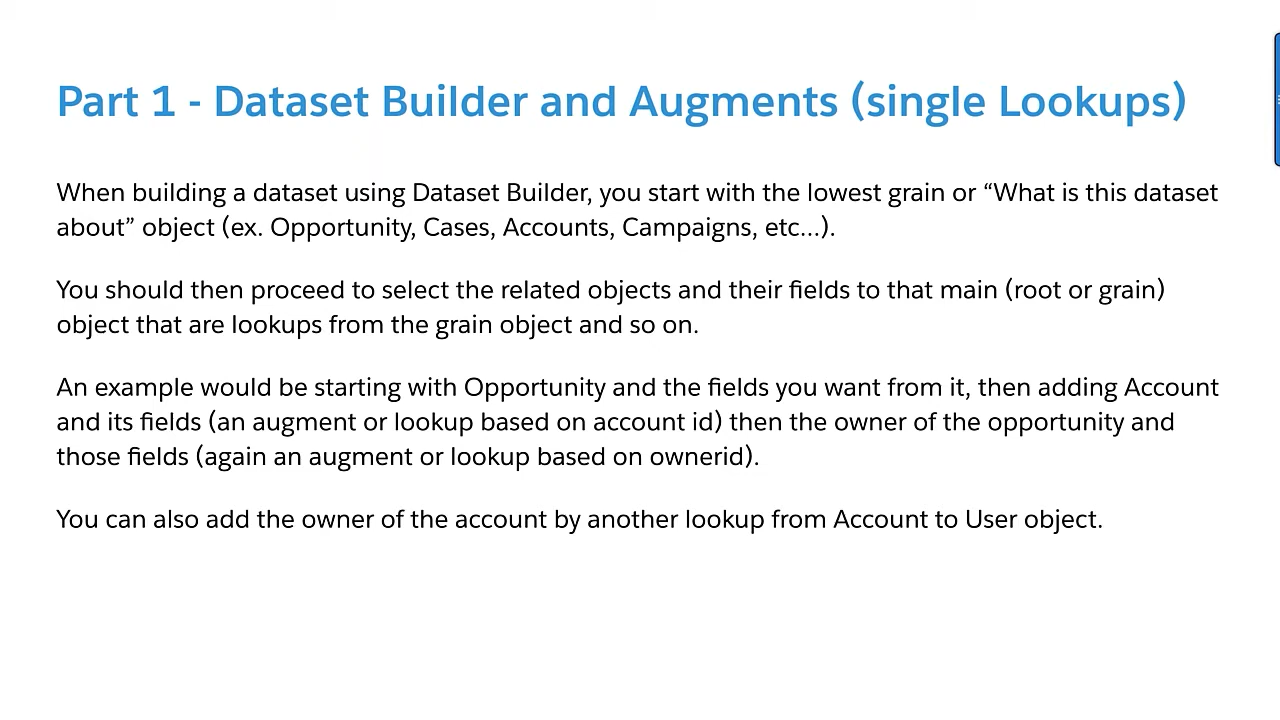 Part 1 - Dataset Builder and Augments (single Lookups)
When building a dataset using Dataset Builder, you start with the lowest grain or “What is this dataset
about” object (ex. Opportunity, Cases, Accounts, Campaigns, etc...).
You should then proceed to select the related objects and their fields to that main (root or grain)
object that are lookups from the grain object and so on.
An example would be starting with Opportunity and the fields you want from it, then adding Account
and its fields (an augment or lookup based on account id) then the owner of the opportunity and
those fields (again an augment or lookup based on ownerid).
You can also add the owner of the account by another lookup from Account to User object.